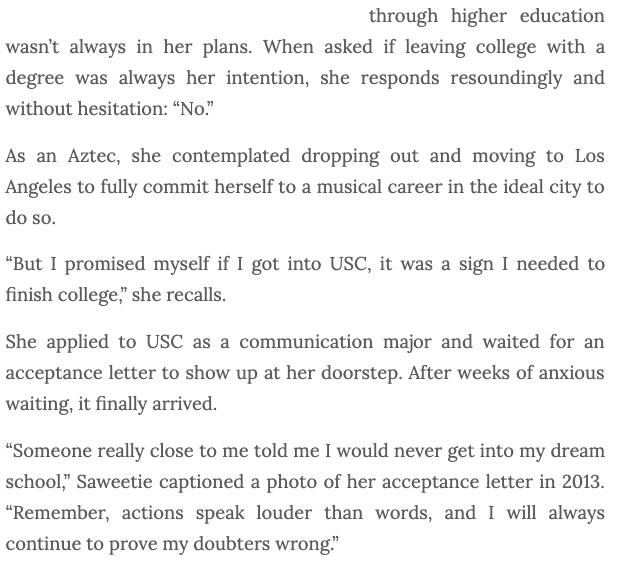 through higher education
wasn’t always in her plans. When asked if leaving college with a
degree was always her intention, she responds resoundingly and
without hesitation: “No.”
As an Aztec, she contemplated dropping out and moving to Los
Angeles to fully commit herself to a musical career in the ideal city to
do so.
“But I promised myself if I got into USC, it was a sign I needed to
finish college,” she recalls.
She applied to USC as a communication major and waited for an
acceptance letter to show up at her doorstep. After weeks of anxious
waiting, it finally arrived.
“Someone really close to me told me I would never get into my dream
school,” Saweetie captioned a photo of her acceptance letter in 2013.
“Remember, actions speak louder than words, and I will always
continue to prove my doubters wrong.”